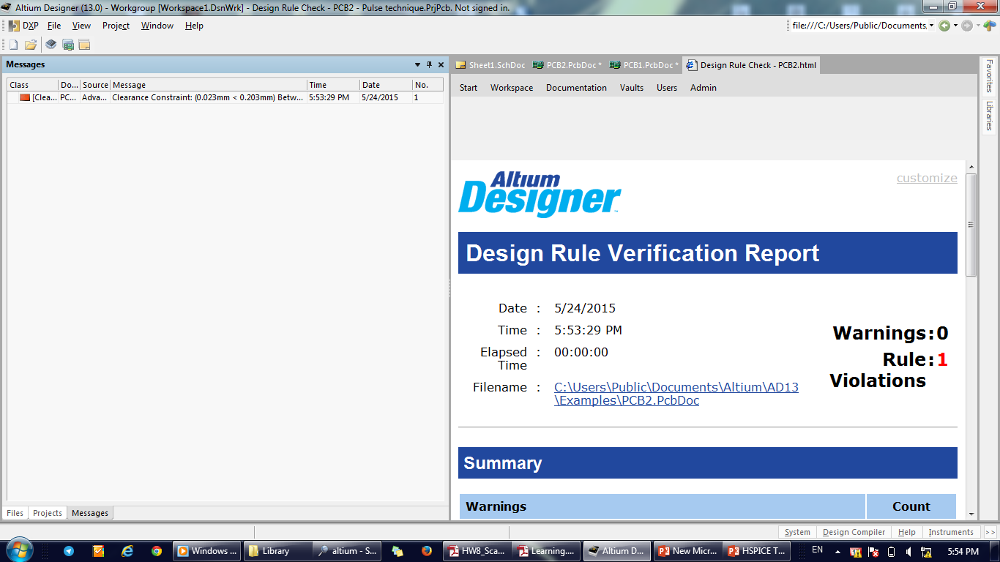 Altium Designer (13.0) - Workgroup [Workspace1.DsnWrk] - Design Rule Check - PCB2 - Pulse technique.PrjPcb. Not signed in.
DXP File View Project Window Help
file:///C:/Users/Public/Documents
Messages
Class Do... Source Message Time Date No.
[Clea... PC... Adva... Clearance Constraint: (0.023mm < 0.203mm) Betw... 5:53:29 PM 5/24/2015 1
Sheet1.SchDoc PCB2.PcbDoc * PCB1.PcbDoc * Design Rule Check - PCB2.html
Start Workspace Documentation Vaults Users Admin
Favorites
Libraries
customize
Altium
Designer
Design Rule Verification Report
Date : 5/24/2015
Time : 5:53:29 PM
Elapsed Time : 00:00:00
Filename : C:\Users\Public\Documents\Altium\AD13
\Examples\PCB2.PcbDoc
Warnings:0
Rule:1
Violations
Summary
Warnings Count
Files Projects Messages
System Design Compiler Help Instruments >>
Windows ... Library altium - S... HW8_Sca... Learning.... Altium D... New Micr... HSPICE T... EN 5:54 PM